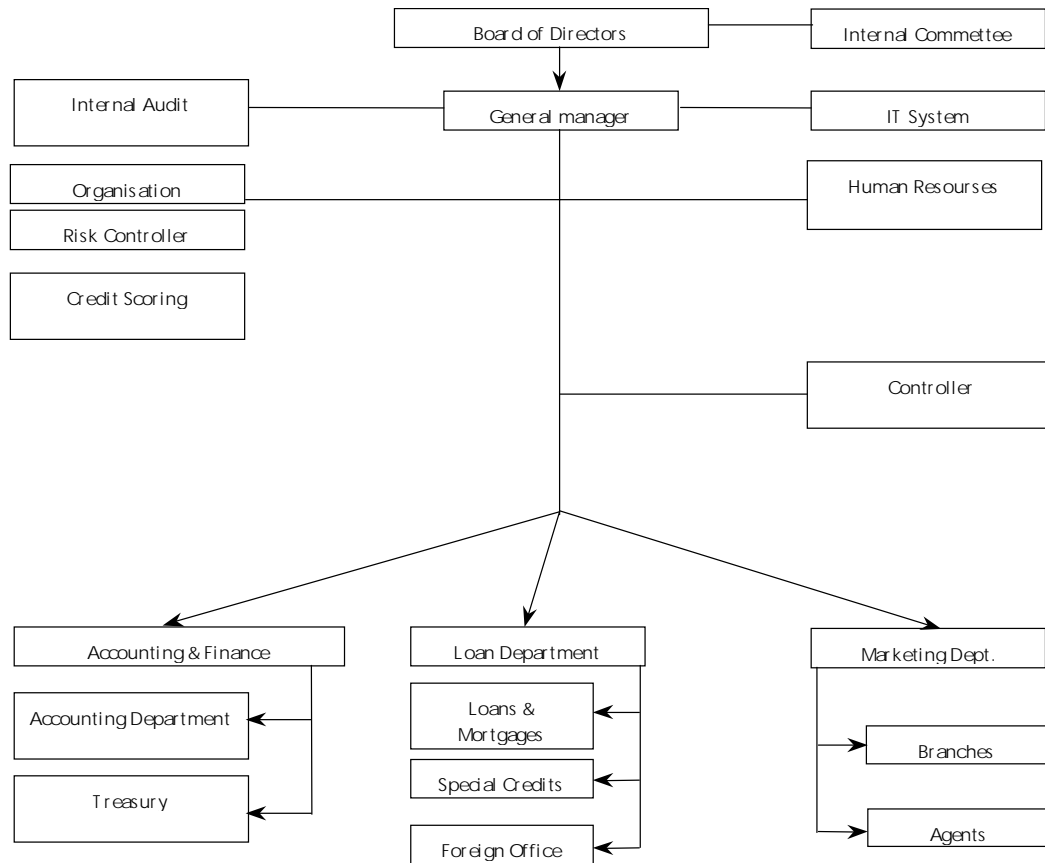 Board of Directors
Internal Commettee
Internal Audit
General manager
IT System
Organisation
Human Resourses
Risk Controller
Credit Scoring
Controller
Accounting & Finance
Loan Department
Marketing Dept.
Accounting Department
Loans &
Mortgages
Branches
Special Credits
Treasury
Agents
Foreign Office